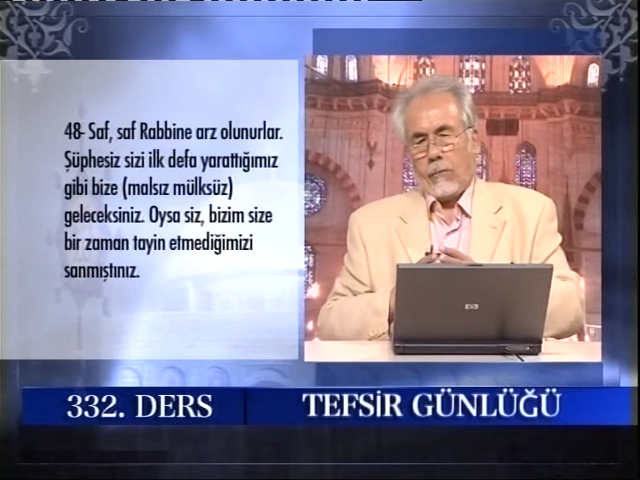 48- Saf, saf Rabbine arz olunurlar.
Şüphesiz sizi ilk defa yarattığımız
gibi bize (malsız mülksüz)
geleceksiniz. Oysa siz, bizim size
bir zaman tayin etmediğimizi
sanmıştınız.
hp
332. DERS
TEFSİR GÜNLÜĞÜ